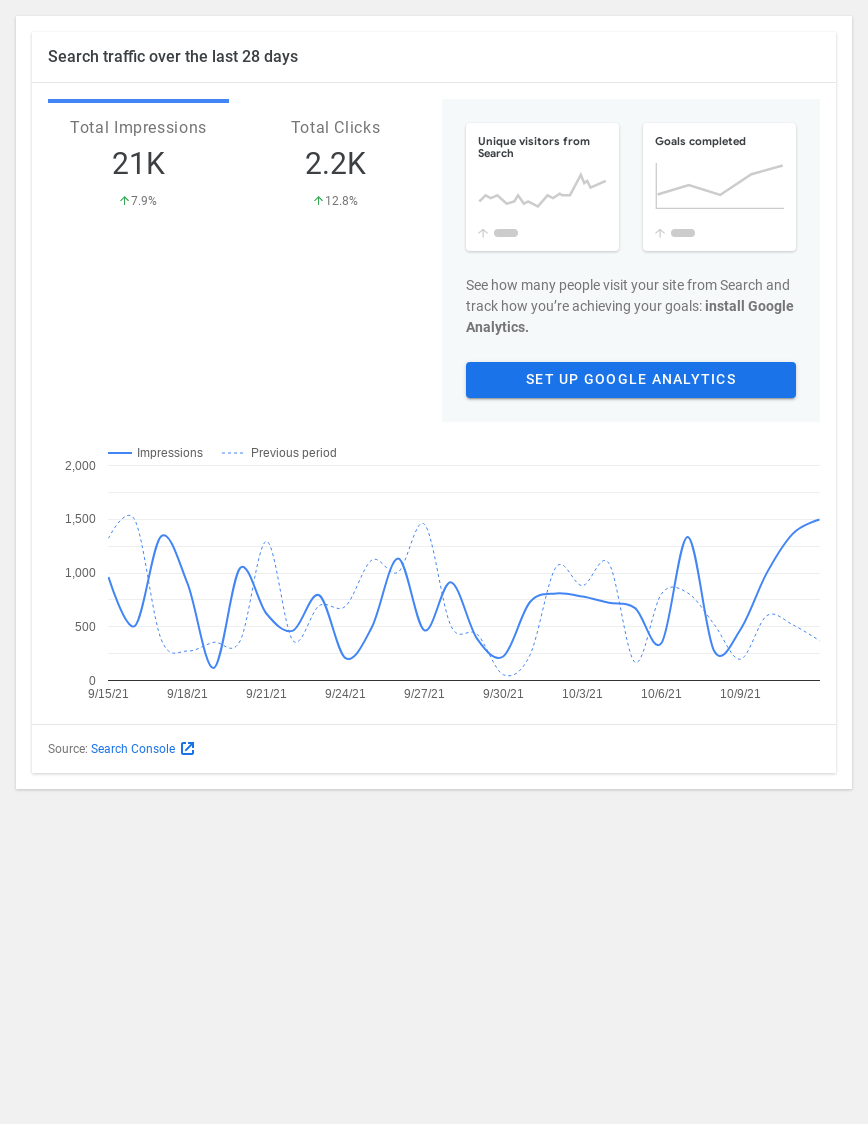 Search traffic over the last 28 days
Total Impressions
21K
7.9%
Total Clicks
2.2K
12.8%
Unique visitors from
Search
Goals completed
See how many people visit your site from Search and
track how you’re achieving your goals: install Google
Analytics.
SET UP GOOGLE ANALYTICS
Impressions
Previous period
2,000
1,500
1,000
500
0
9/15/21
9/18/21
9/21/21
9/24/21
9/27/21
9/30/21
10/3/21
10/6/21
10/9/21
Source: Search Console